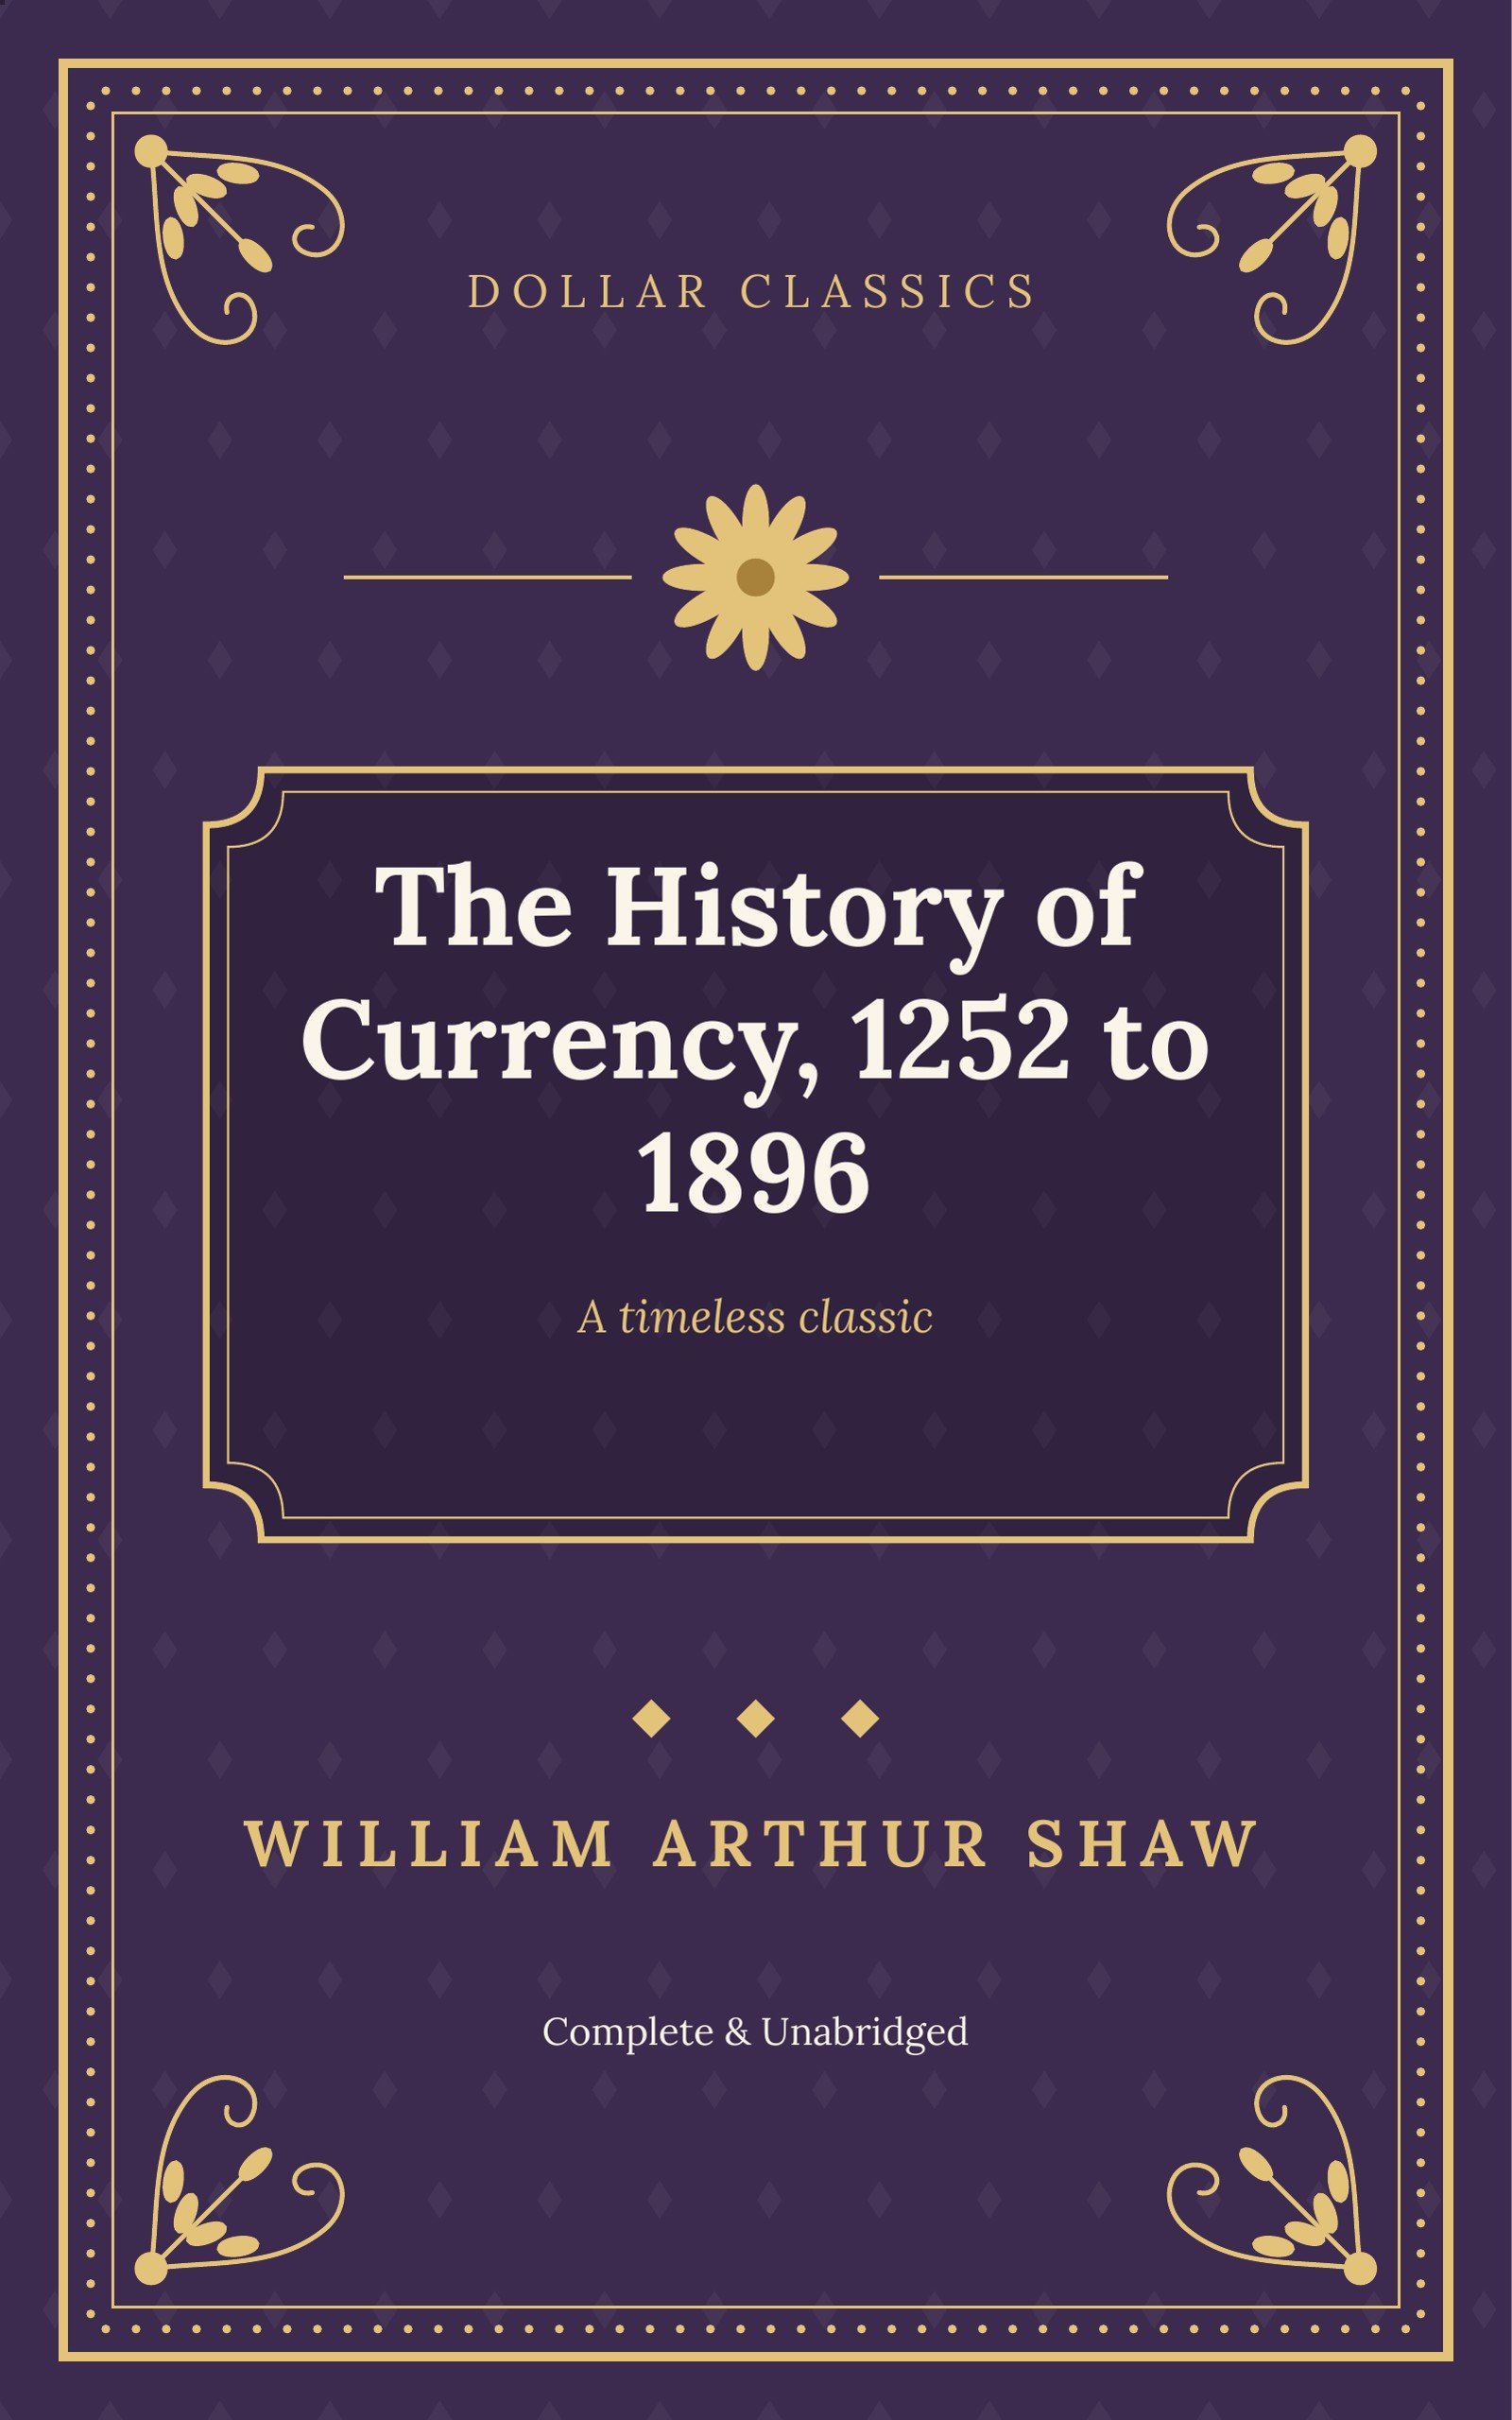 DOLLAR CLASSICS
The History of
Currency, 1252 to
1896
A timeless classic
WILLIAM ARTHUR SHAW
Complete & Unabridged